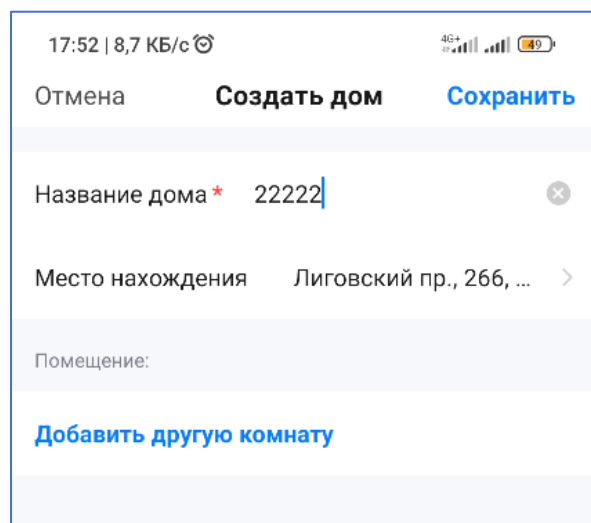 17:52 | 8,7 КБ/с 4G+ 49
Отмена Создать дом Сохранить
Название дома * 22222
Место нахождения Лиговский пр., 266, ...
Помещение:
Добавить другую комнату